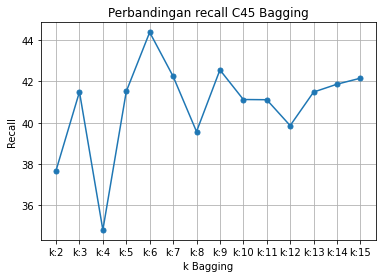 Perbandingan recall C45 Bagging
Recall
44
42
40
38
36
k:2 k:3 k:4 k:5 k:6 k:7 k:8 k:9 k:10 k:11 k:12 k:13 k:14 k:15
k Bagging